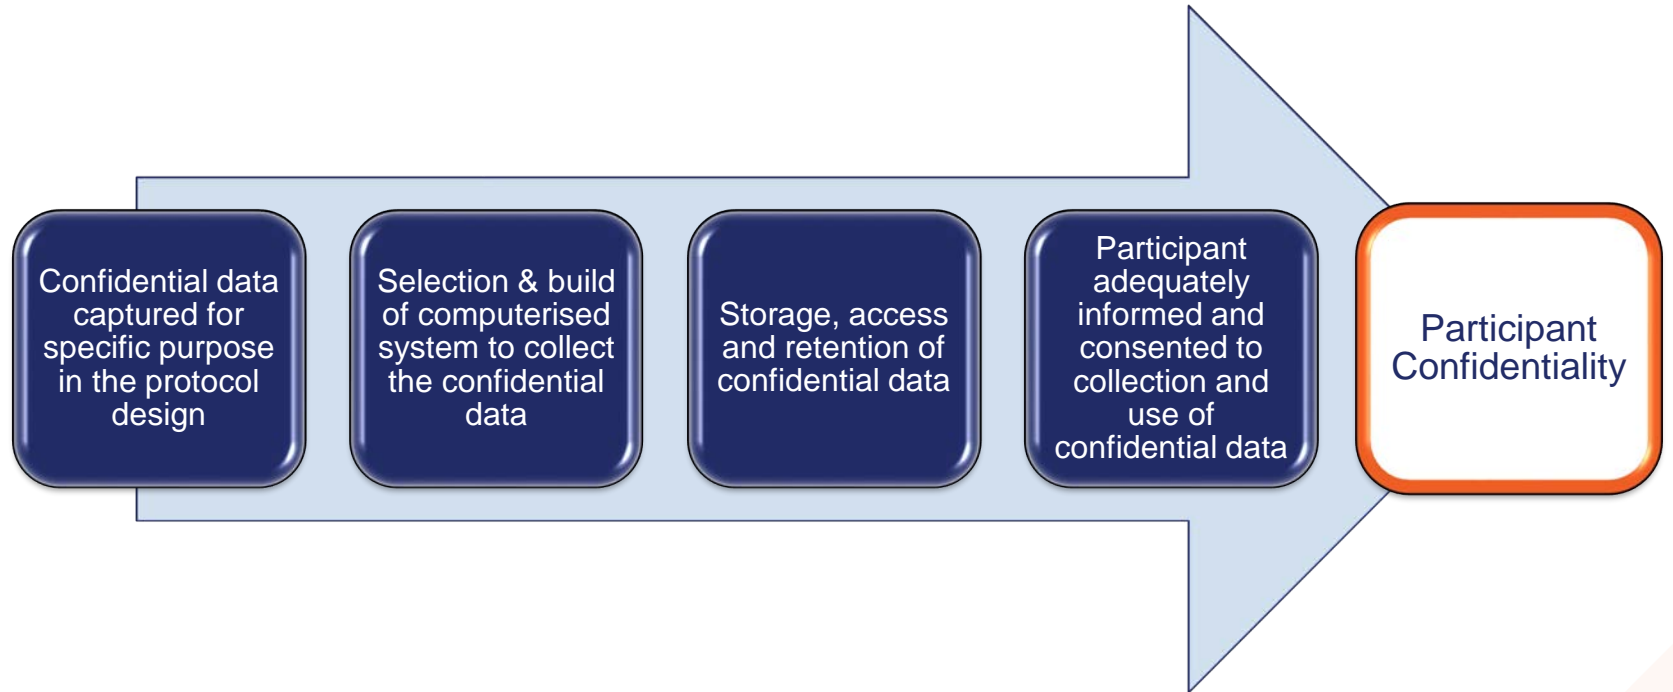 Confidential data
captured for
specific purpose
in the protocol
design
Selection & build
of computerised
system to collect
the confidential
data
Storage, access
and retention of
confidential data
Participant
adequately
informed and
consented to
collection and
use of
confidential data
Participant
Confidentiality